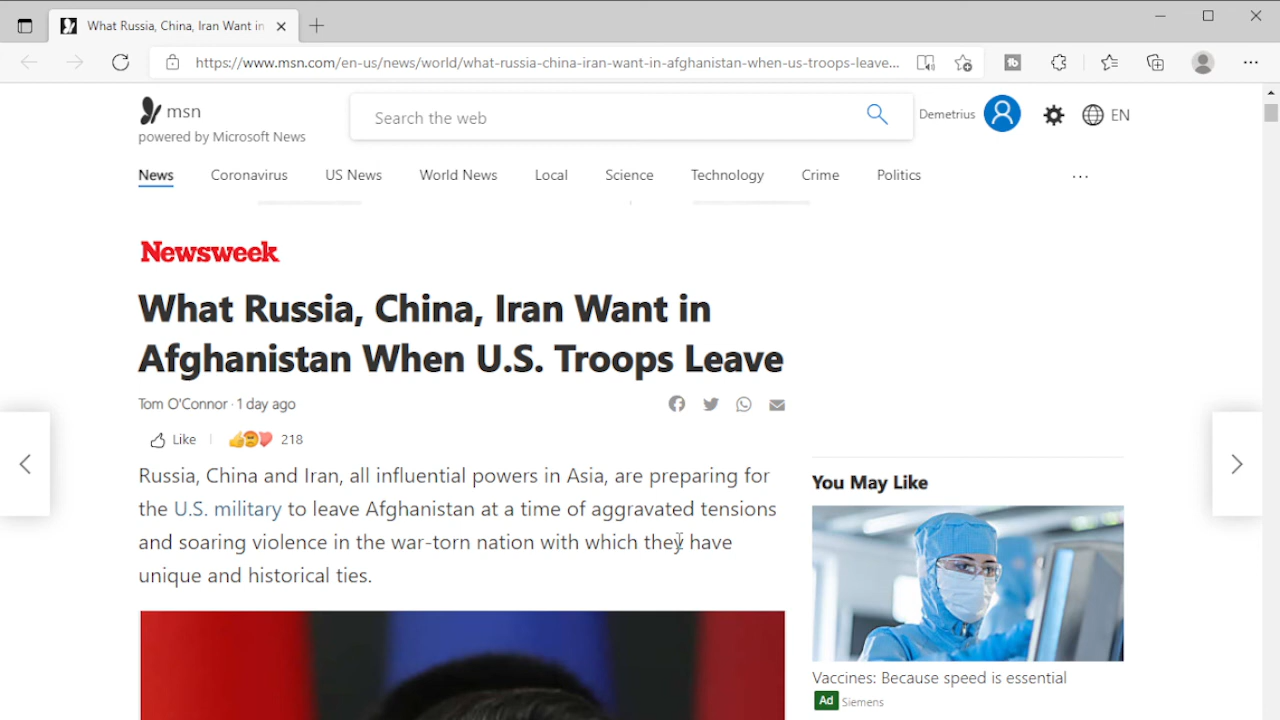 What Russia, China, Iran Want in
https://www.msn.com/en-us/news/world/what-russia-china-iran-want-in-afghanistan-when-us-troops-leave...
msn
powered by Microsoft News
Search the web
Demetrius
EN
News Coronavirus US News World News Local Science Technology Crime Politics ...
Newsweek
What Russia, China, Iran Want in
Afghanistan When U.S. Troops Leave
Tom O'Connor · 1 day ago
Like 218
Russia, China and Iran, all influential powers in Asia, are preparing for
the U.S. military to leave Afghanistan at a time of aggravated tensions
and soaring violence in the war-torn nation with which they have
unique and historical ties.
You May Like
Vaccines: Because speed is essential
Ad Siemens